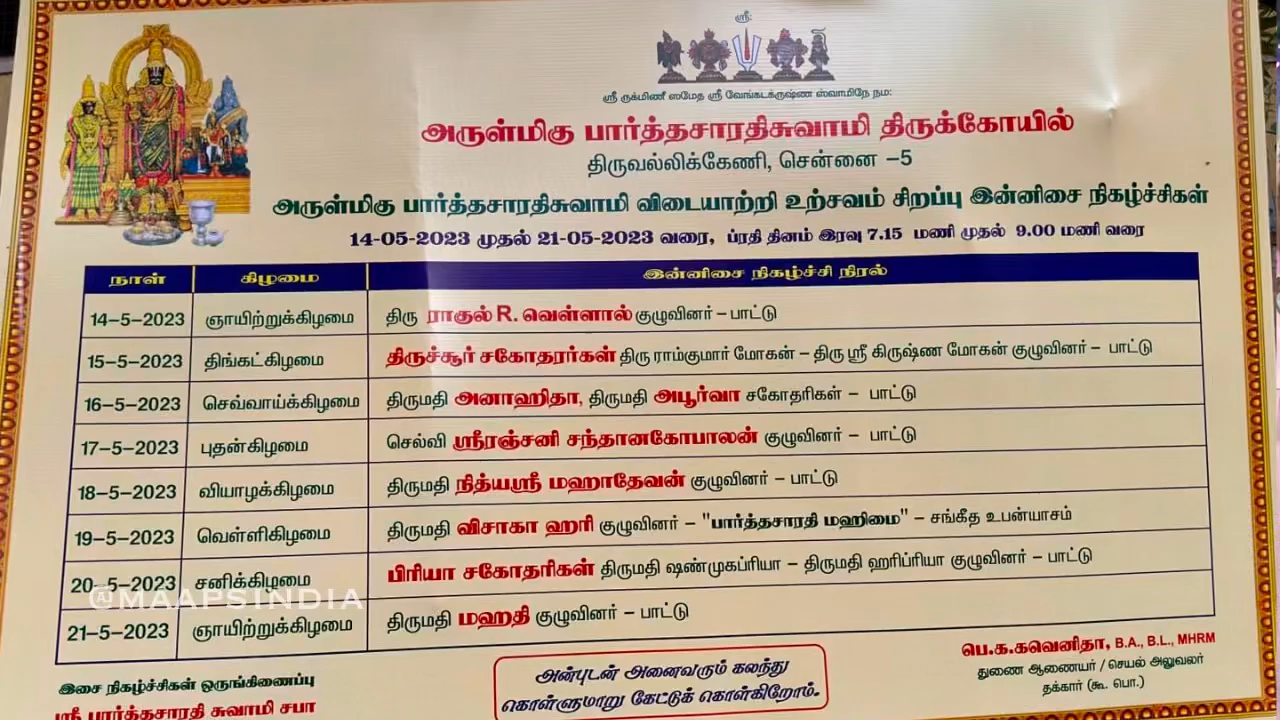 ஸ்ரீ:
ஸ்ரீ ருக்மிணீ ஸமேத ஸ்ரீ வேங்கடக்ருஷ்ண ஸ்வாமிநே நம:
அருள்மிகு பார்த்தசாரதிசுவாமி திருக்கோயில்
திருவல்லிக்கேணி, சென்னை –5
அருள்மிகு பார்த்தசாரதிசுவாமி விடையாற்றி உற்சவம் சிறப்பு இன்னிசை நிகழ்ச்சிகள்
14-05-2023 முதல் 21-05-2023 வரை, ப்ரதி தினம் இரவு 7.15 மணி முதல் 9.00 மணி வரை
நாள் கிழமை இன்னிசை நிகழ்ச்சி நிரல்
14–5–2023 ஞாயிற்றுக்கிழமை திரு ராகுல் R. வெள்ளால் குழுவினர் – பாட்டு
15–5–2023 திங்கட்கிழமை திருச்சூர் சகோதரர்கள் திரு ராம்குமார் மோகன் – திரு ஸ்ரீ கிருஷ்ண மோகன் குழுவினர் – பாட்டு
16–5–2023 செவ்வாய்க்கிழமை திருமதி அனாஹிதா, திருமதி அபூர்வா சகோதரிகள் – பாட்டு
17–5–2023 புதன்கிழமை செல்வி ஸ்ரீரஞ்சனி சந்தானகோபாலன் குழுவினர் – பாட்டு
18–5–2023 வியாழக்கிழமை திருமதி நித்யஸ்ரீ மஹாதேவன் குழுவினர் – பாட்டு
19–5–2023 வெள்ளிகிழமை திருமதி விசாகா ஹரி குழுவினர் – "பார்த்தசாரதி மஹிமை" – சங்கீத உபன்யாசம்
20–5–2023 சனிக்கிழமை பிரியா சகோதரிகள் திருமதி ஷண்முகப்ரியா – திருமதி ஹரிப்ரியா குழுவினர் – பாட்டு
@MAAPSINDIA
21–5–2023 ஞாயிற்றுக்கிழமை திருமதி மஹதி குழுவினர் – பாட்டு
இசை நிகழ்ச்சிகள் ஒருங்கிணைப்பு
ஸ்ரீ பார்த்தசாரதி சுவாமி சபா
அன்புடன் அனைவரும் கலந்து
கொள்ளுமாறு கேட்டுக் கொள்கிறோம்.
பெ.க.கவெனிதா, B.A., B.L., MHRM
துணை ஆணையர் / செயல் அலுவலர்
தக்கார் (கூ. பொ.)